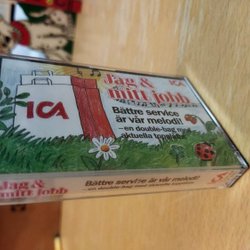 Jag &
mitt jobb
ICA
ICA
Bättre service
är vår melodi!
– en double-bag med
aktuella
Jag &
mitt jobb
Bättre service är vår melodi!
– en double-bag med aktuella